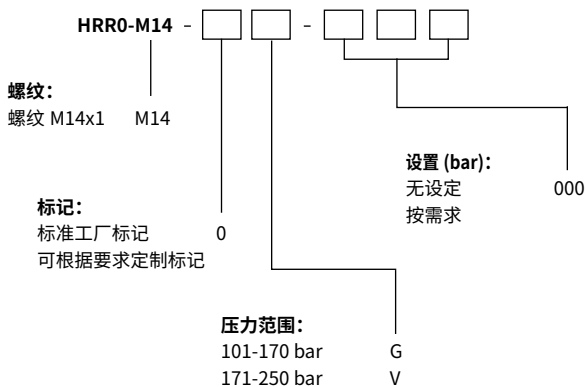 HRR0-M14 - -
螺纹：
螺纹 M14x1 M14
设置 (bar)：
无设定 000
按需求
标记：
标准工厂标记 0
可根据要求定制标记
压力范围：
101-170 bar G
171-250 bar V